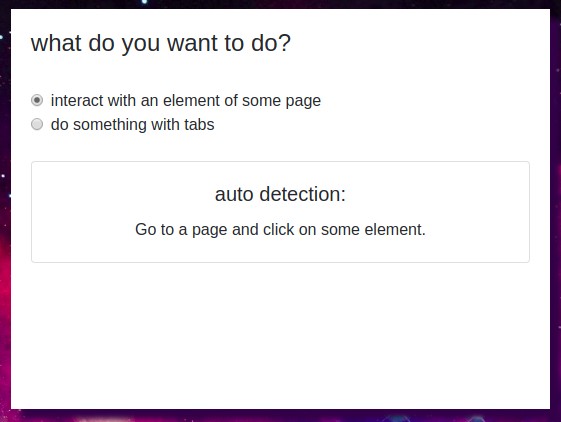 what do you want to do?
interact with an element of some page
do something with tabs
auto detection:
Go to a page and click on some element.